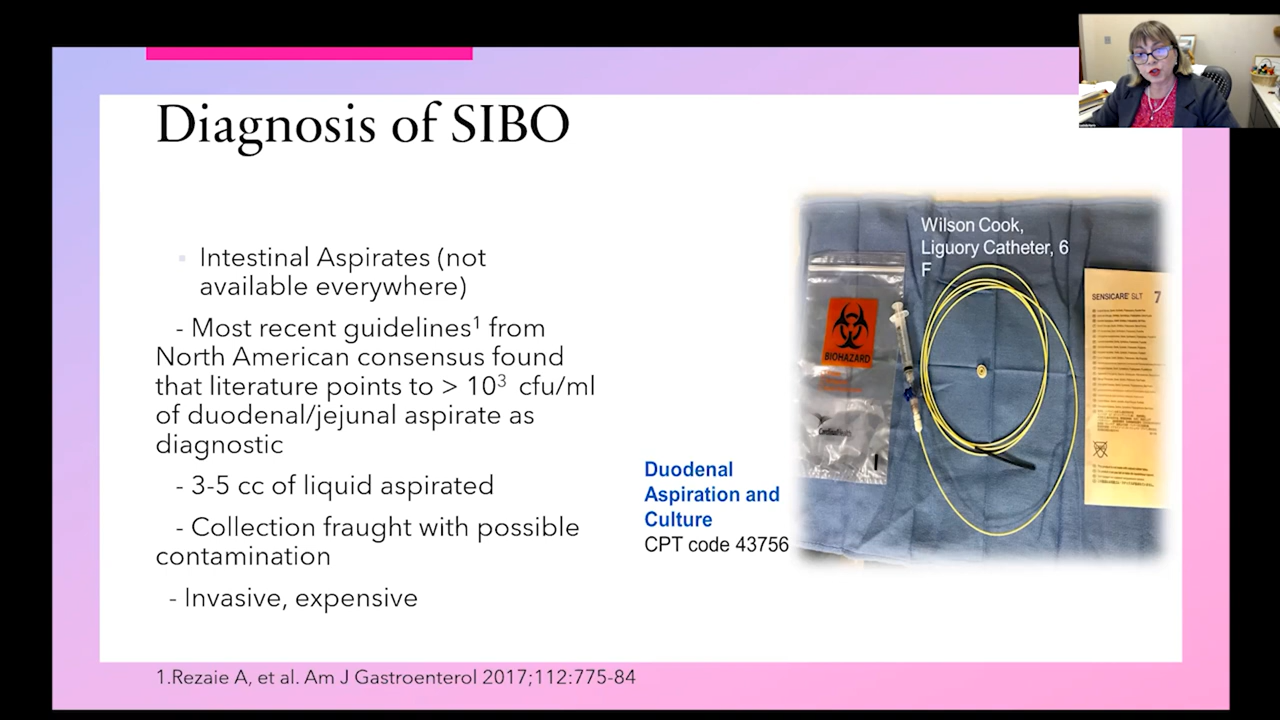 Diagnosis of SIBO
Intestinal Aspirates (not
available everywhere)
- Most recent guidelines¹ from
North American consensus found
that literature points to > 10³ cfu/ml
of duodenal/jejunal aspirate as
diagnostic
- 3-5 cc of liquid aspirated
- Collection fraught with possible
contamination
- Invasive, expensive
Duodenal
Aspiration and
Culture
CPT code 43756
Wilson Cook,
Liguory Catheter, 6
F
BIOHAZARD
SENSICARE SLT 7
1.Rezaie A, et al. Am J Gastroenterol 2017;112:775-84